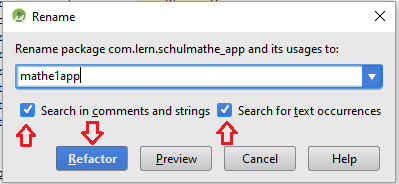 Rename
Rename package com.lern.schulmathe_app and its usages to:
mathe1app
Search in comments and strings Search for text occurrences
Refactor Preview Cancel Help